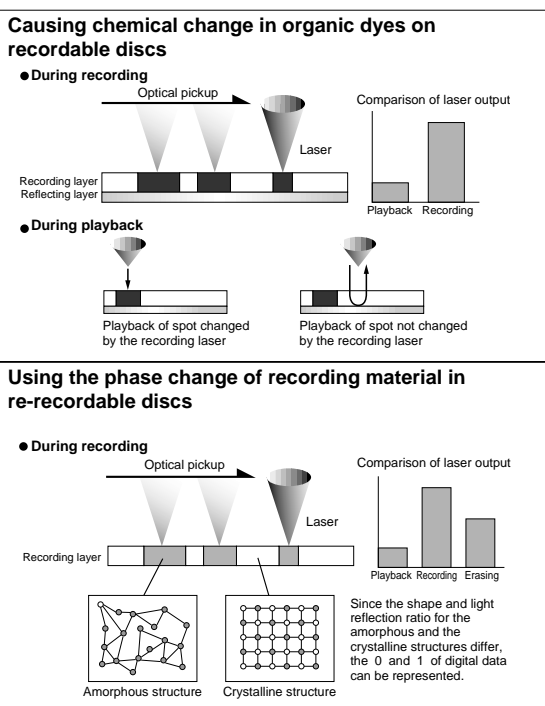 Causing chemical change in organic dyes on
recordable discs
● During recording
Optical pickup
Comparison of laser output
Laser
Recording layer
Reflecting layer
Playback Recording
● During playback
Playback of spot changed
by the recording laser
Playback of spot not changed
by the recording laser
Using the phase change of recording material in
re-recordable discs
● During recording
Optical pickup
Comparison of laser output
Laser
Recording layer
Playback Recording Erasing
Since the shape and light
reflection ratio for the
amorphous and the
crystalline structures differ,
the 0 and 1 of digital data
can be represented.
Amorphous structure
Crystalline structure